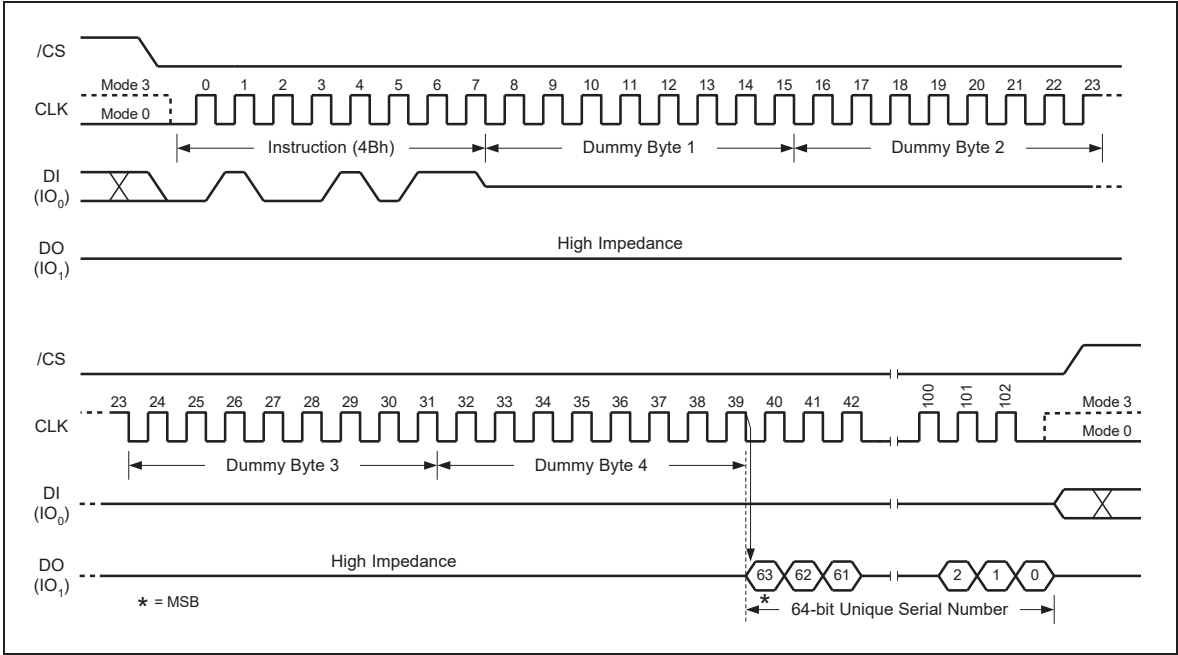 /CS
Mode 3
0 1 2 3 4 5 6 7 8 9 10 11 12 13 14 15 16 17 18 19 20 21 22 23
CLK
Mode 0
Instruction (4Bh) Dummy Byte 1 Dummy Byte 2
DI
(IO0)
High Impedance
DO
(IO1)
/CS
23 24 25 26 27 28 29 30 31 32 33 34 35 36 37 38 39 40 41 42 100 101 102
Mode 3
CLK
Mode 0
Dummy Byte 3 Dummy Byte 4
DI
(IO0)
High Impedance
DO
(IO1)
63 62 61 2 1 0
* = MSB
*
64-bit Unique Serial Number